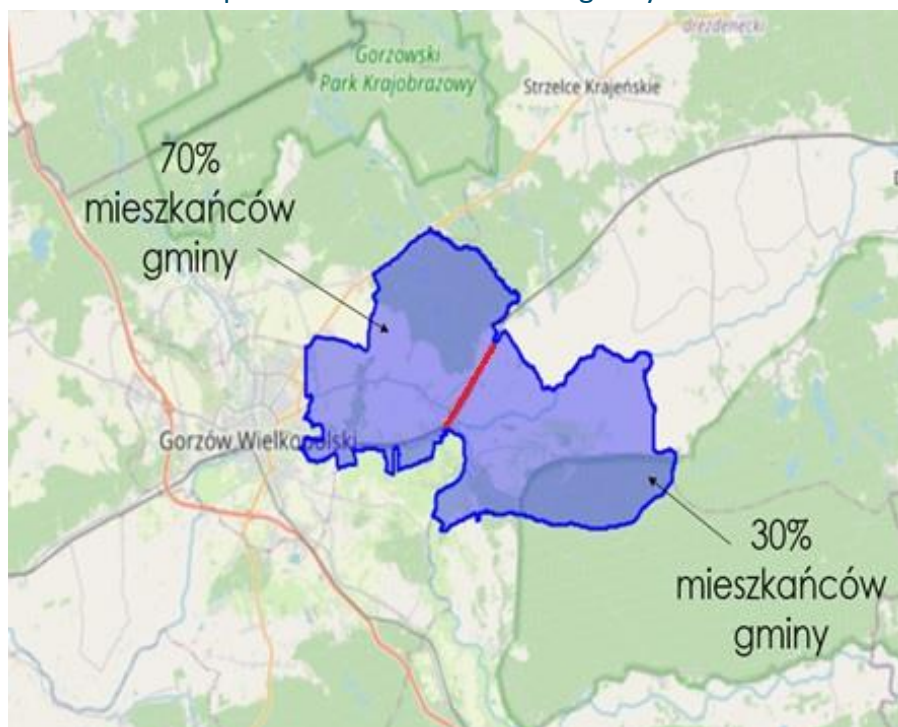 drezdenecki
Gorzowski
Park Krajobrazowy
Strzelce Krajeńskie
70%
mieszkańców
gminy
Gorzów Wielkopolski
30%
mieszkańców
gminy